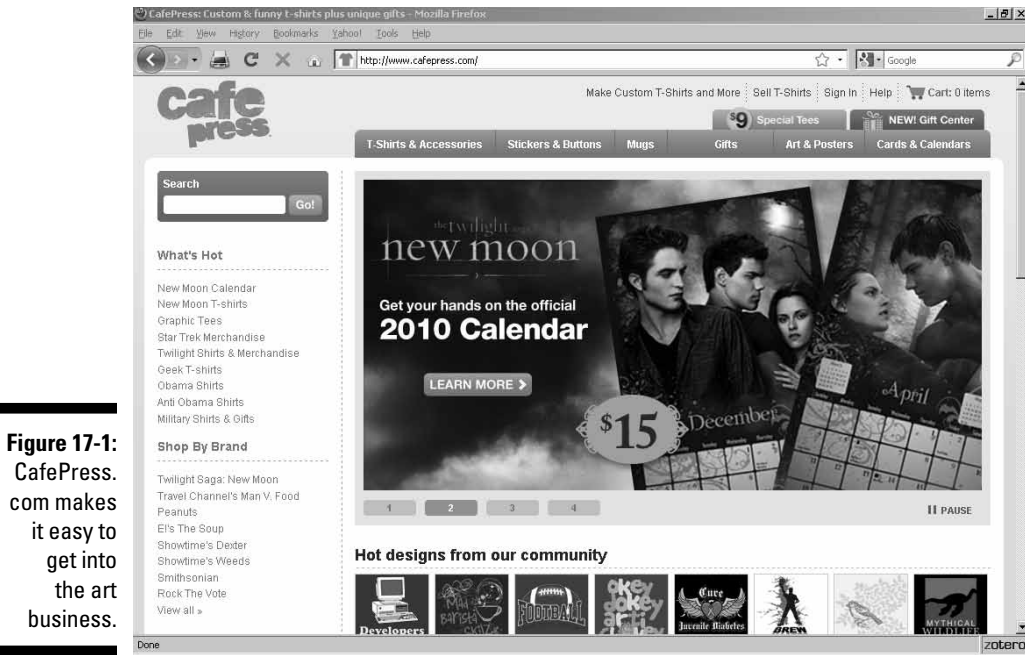 CafePress: Custom & funny t-shirts plus unique gifts - Mozilla Firefox
File Edit View History Bookmarks Yahoo! Tools Help
http://www.cafepress.com/
Google
Cafe
press
Make Custom T-Shirts and More Sell T-Shirts Sign In Help Cart: 0 items
$9 Special Tees
NEW! Gift Center
T-Shirts & Accessories Stickers & Buttons Mugs Gifts Art & Posters Cards & Calendars
Search
Go!
What's Hot
New Moon Calendar
New Moon T-shirts
Graphic Tees
Star Trek Merchandise
Twilight Shirts & Merchandise
Geek T-shirts
Obama Shirts
Anti Obama Shirts
Military Shirts & Gifts
Shop By Brand
Twilight Saga: New Moon
Travel Channel's Man V. Food
Peanuts
E!'s The Soup
Showtime's Dexter
Showtime's Weeds
Smithsonian
Rock The Vote
View all »
the twilight
new moon
Get your hands on the official
2010 Calendar
LEARN MORE
$15
December
April
1 2 3 4
PAUSE
Hot designs from our community
Developers
FOOTBALL
okey
dokey
arti
Cure
Juvenile Diabetes
BREW
MYTHICAL
WILDLIFE
Done
zotero
Figure 17-1:
CafePress.
com makes
it easy to
get into
the art
business.